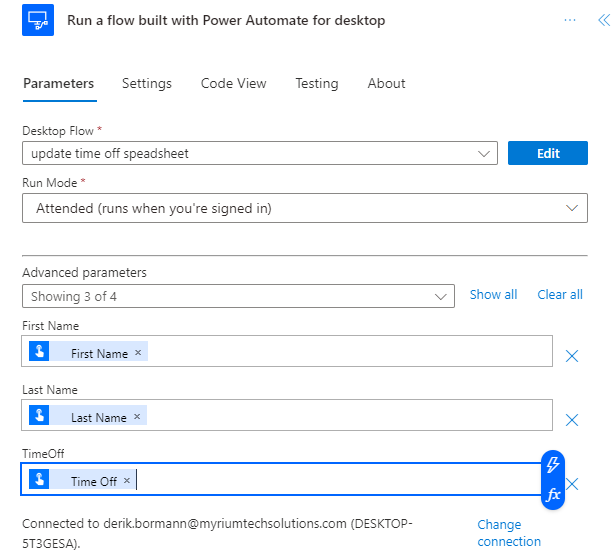 Run a flow built with Power Automate for desktop
Parameters Settings Code View Testing About
Desktop Flow *
update time off speadsheet
Edit
Run Mode *
Attended (runs when you're signed in)
Advanced parameters
Showing 3 of 4
Show all
Clear all
First Name
First Name ×
Last Name
Last Name ×
TimeOff
Time Off ×
fx
Connected to derik.bormann@myriumtechsolutions.com (DESKTOP-
5T3GESA).
Change
connection